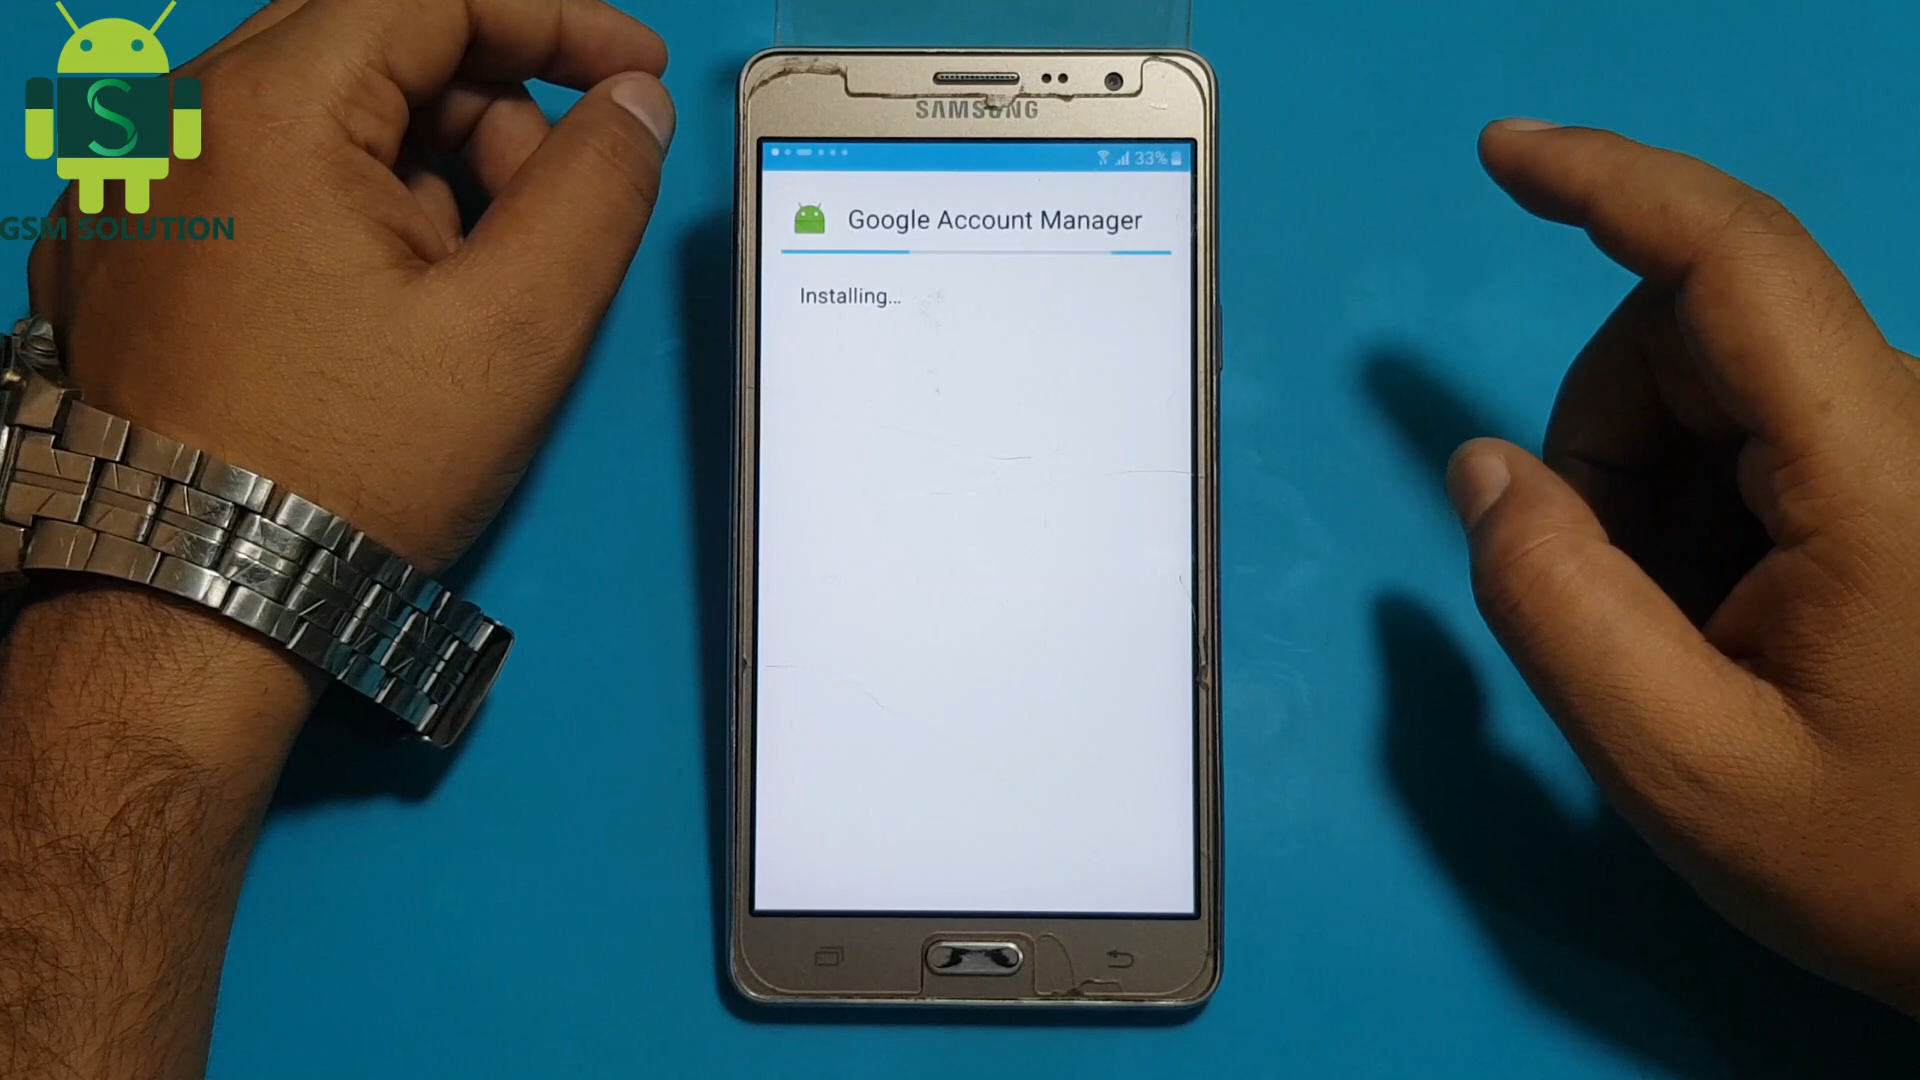 S
GSM SOLUTION
SAMSUNG
33%
Google Account Manager
Installing...